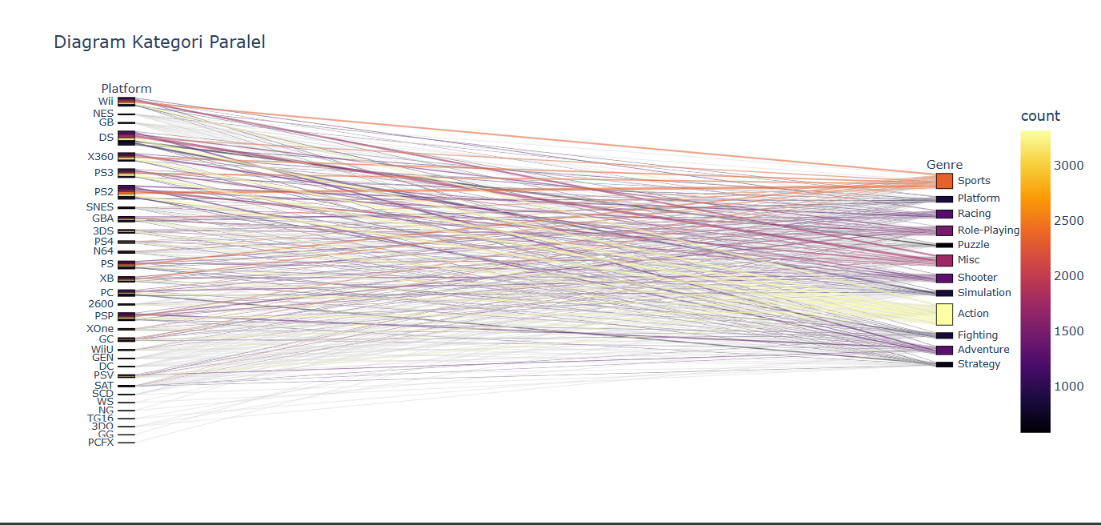 Diagram Kategori Paralel
Platform
Wii
NES
GB
DS
X360
PS3
PS2
SNES
GBA
3DS
PS4
N64
PS
XB
PC
2600
PSP
XOne
GC
WiiU
GEN
DC
PSV
SAT
SCD
WS
NG
TG16
3DO
GG
PCFX
Genre
Sports
Platform
Racing
Role-Playing
Puzzle
Misc
Shooter
Simulation
Action
Fighting
Adventure
Strategy
count
3000
2500
2000
1500
1000